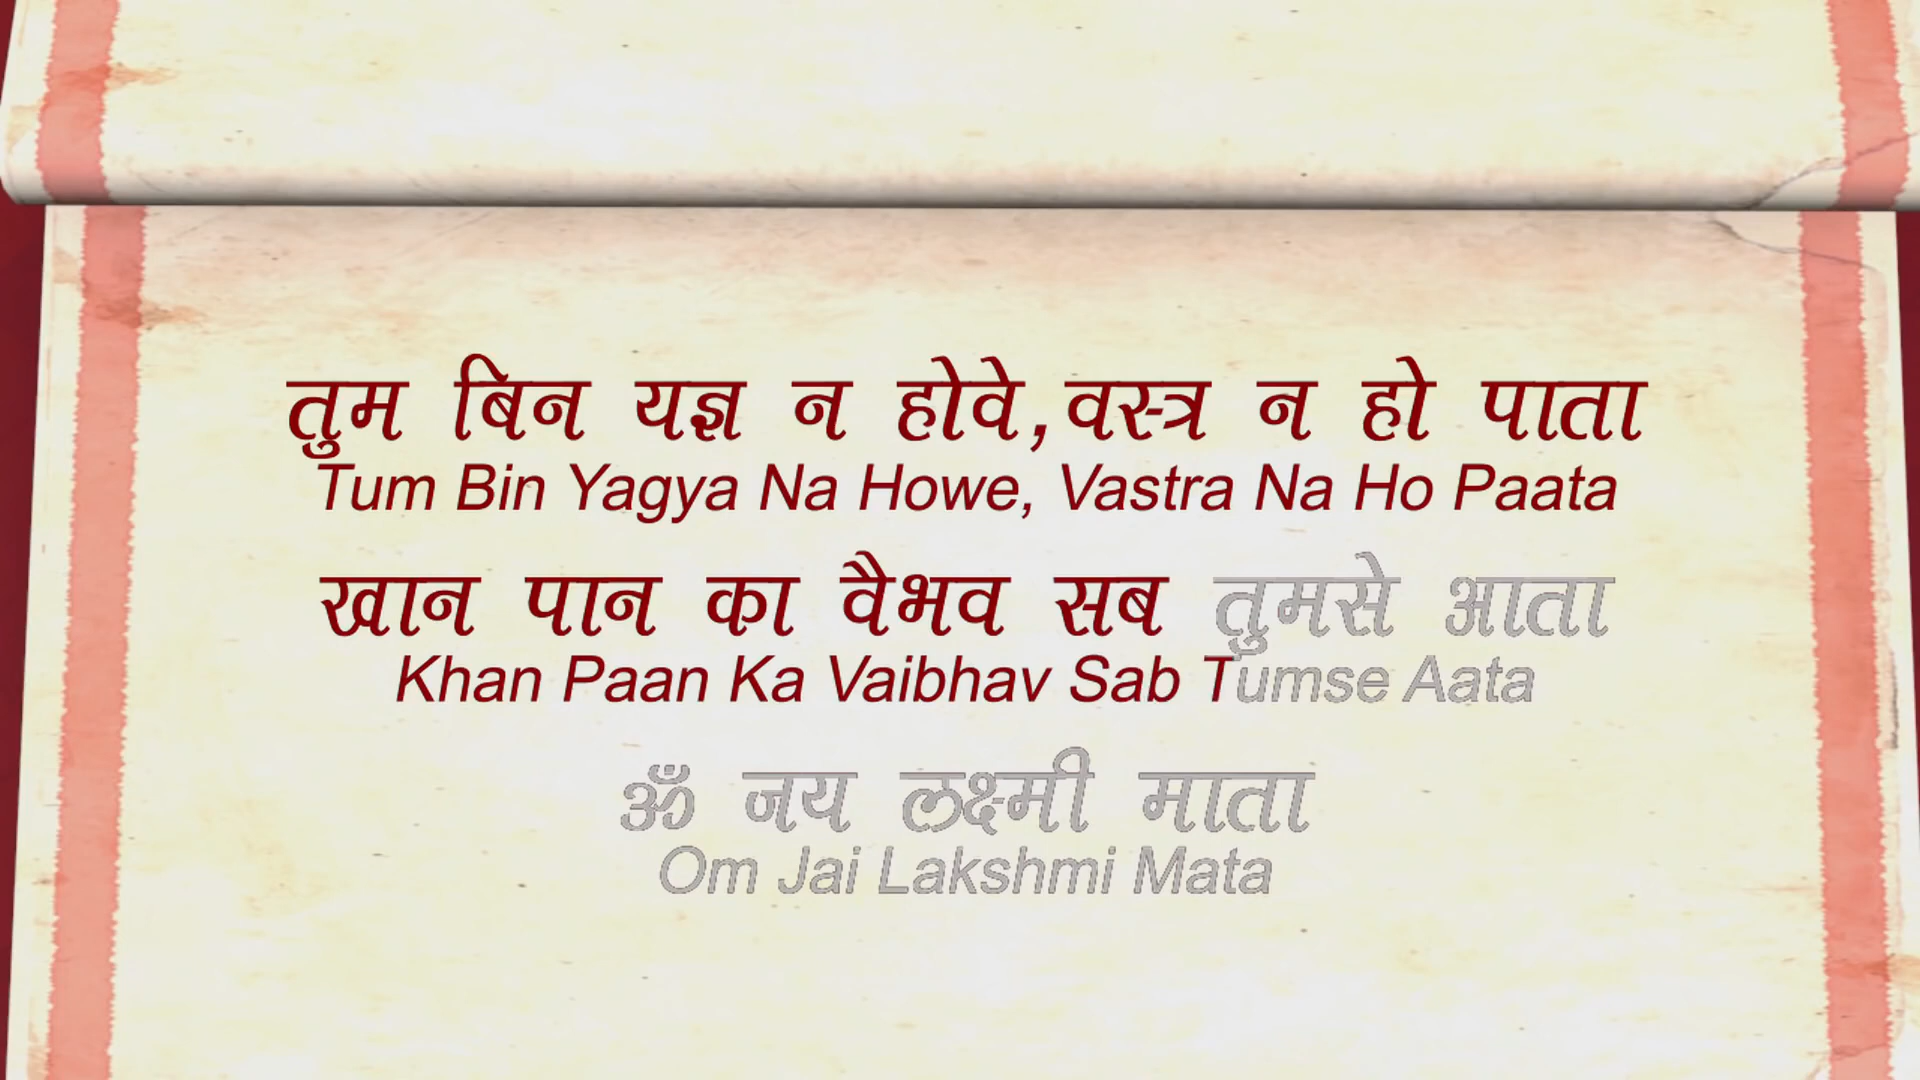 तुम बिन यज्ञ न होवे,वस्त्र न हो पाता
Tum Bin Yagya Na Howe, Vastra Na Ho Paata
खान पान का वैभव सब तुमसे आता
Khan Paan Ka Vaibhav Sab Tumse Aata
ॐ जय लक्ष्मी माता
Om Jai Lakshmi Mata